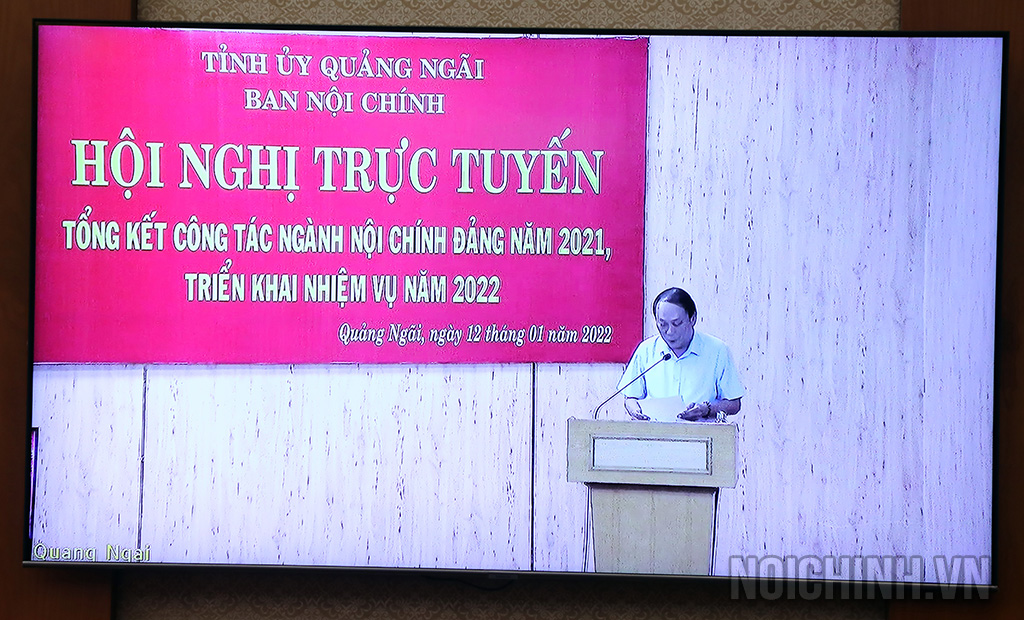 TỈNH ỦY QUẢNG NGÃI
BAN NỘI CHÍNH
HỘI NGHỊ TRỰC TUYẾN
TỔNG KẾT CÔNG TÁC NGÀNH NỘI CHÍNH ĐẢNG NĂM 2021,
TRIỂN KHAI NHIỆM VỤ NĂM 2022
Quảng Ngãi, ngày 12 tháng 01 năm 2022
Quang Ngai
NOICHINH.VN